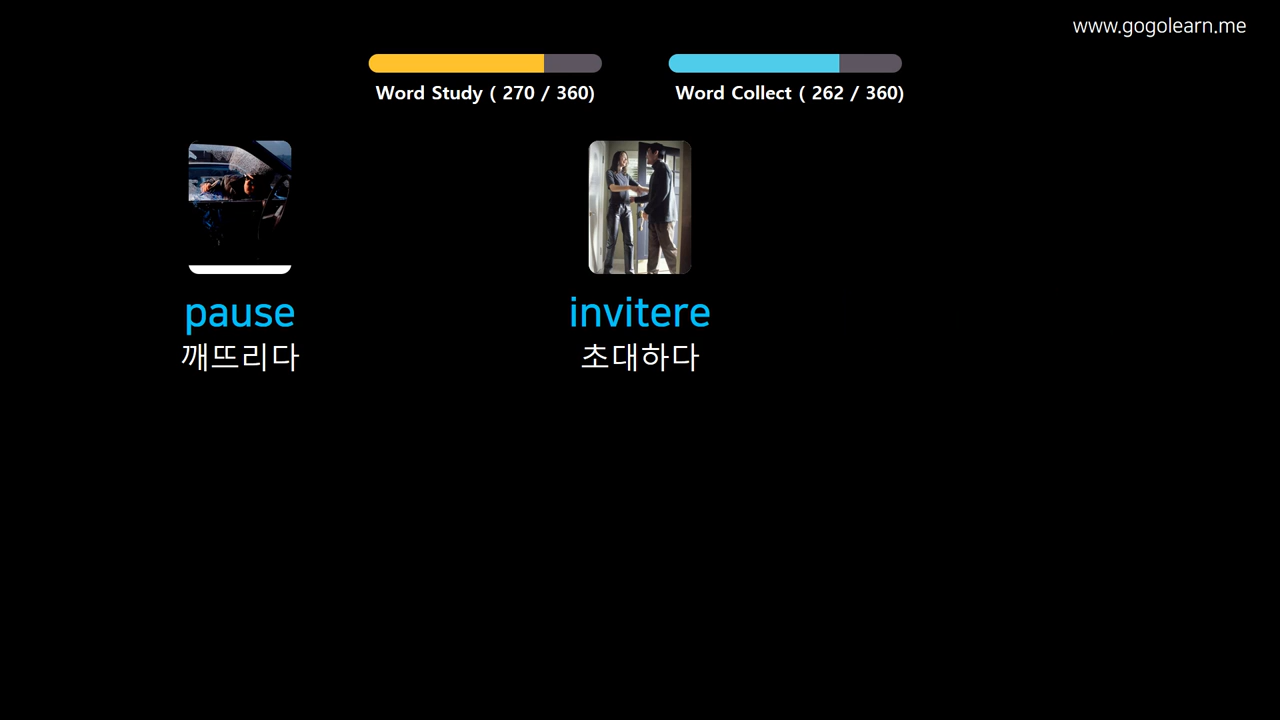 www.gogolearn.me
Word Study ( 270 / 360)
Word Collect ( 262 / 360)
pause
invitere
깨뜨리다
초대하다